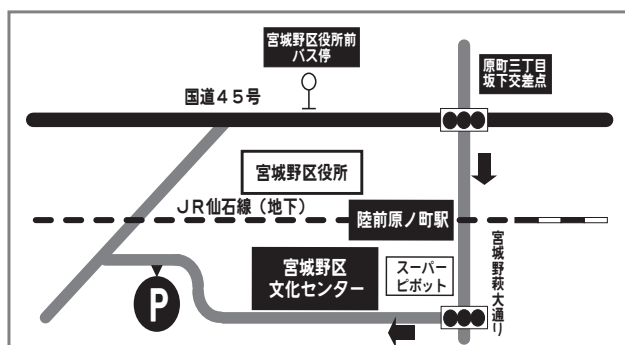 宮城野区役所前
バス停
原町三丁目
坂下交差点
国道４５号
宮城野区役所
ＪＲ仙石線（地下）
陸前原ノ町駅
宮城野萩大通り
宮城野区
文化センター
スーパー
ピボット
P